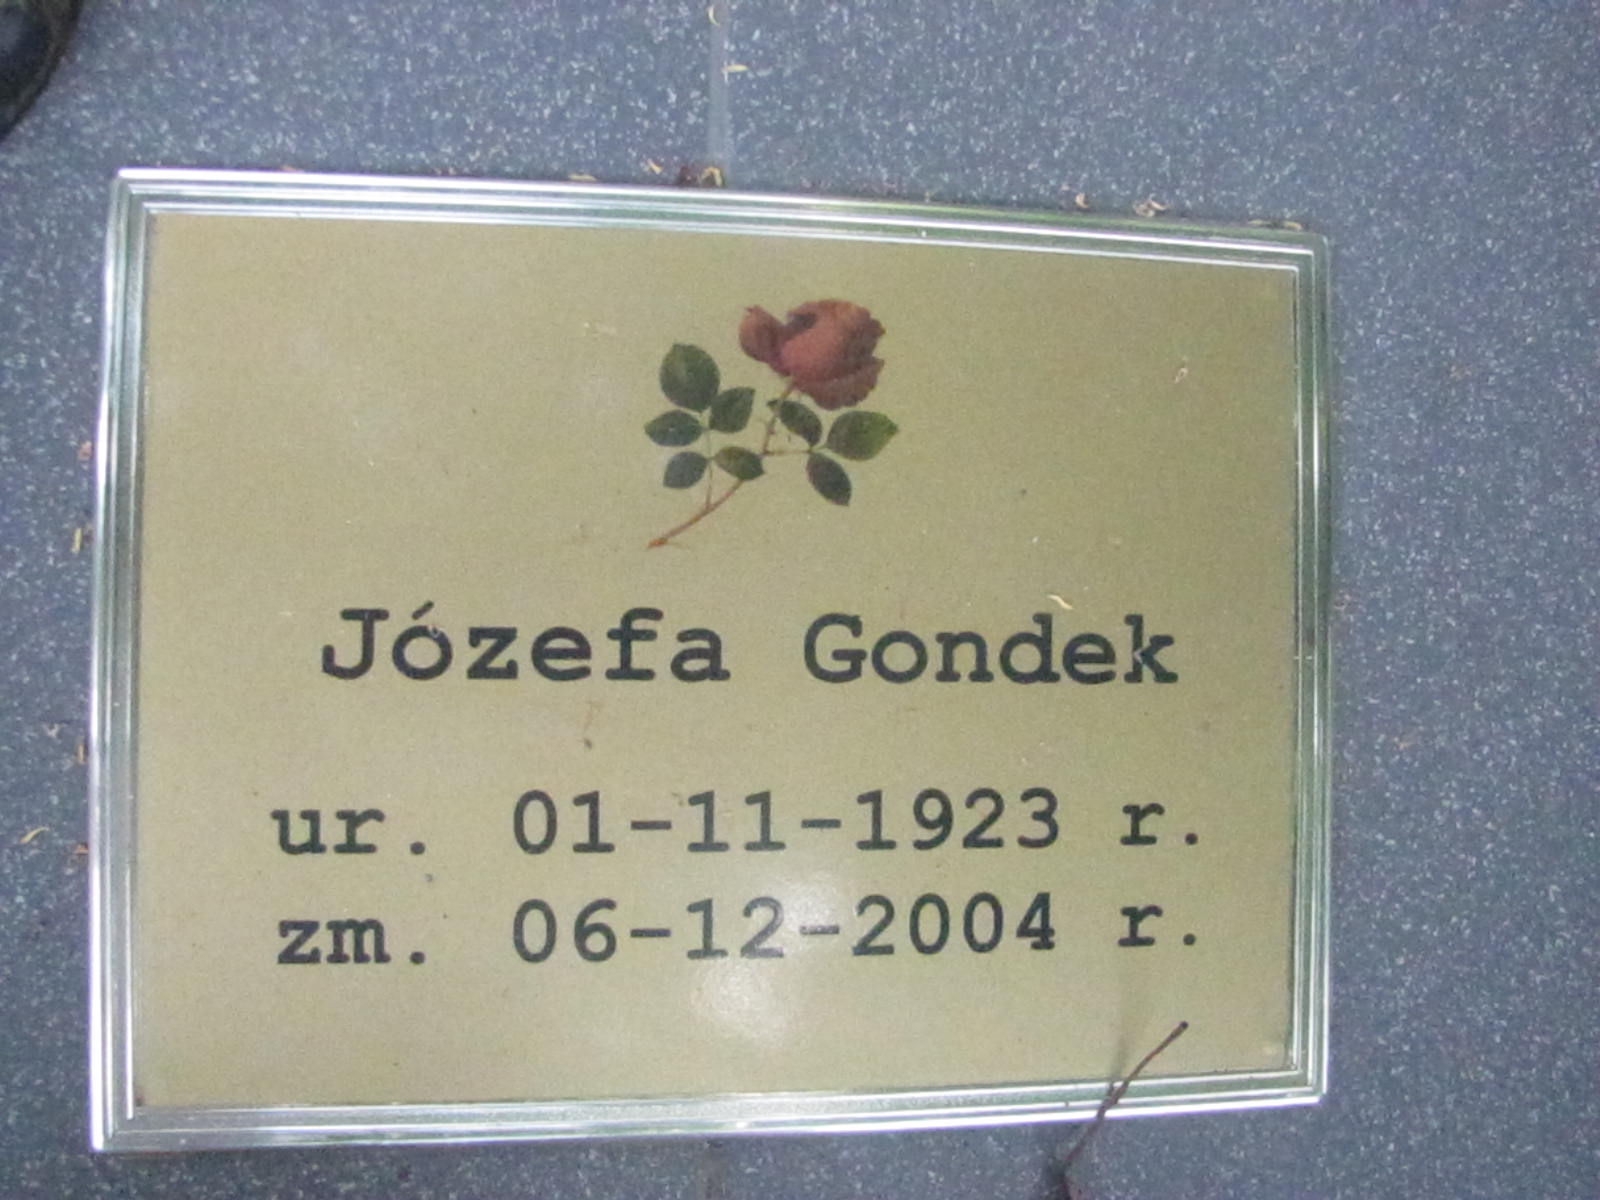 Józefa Gondek
ur. 01-11-1923 r.
zm. 06-12-2004 r.